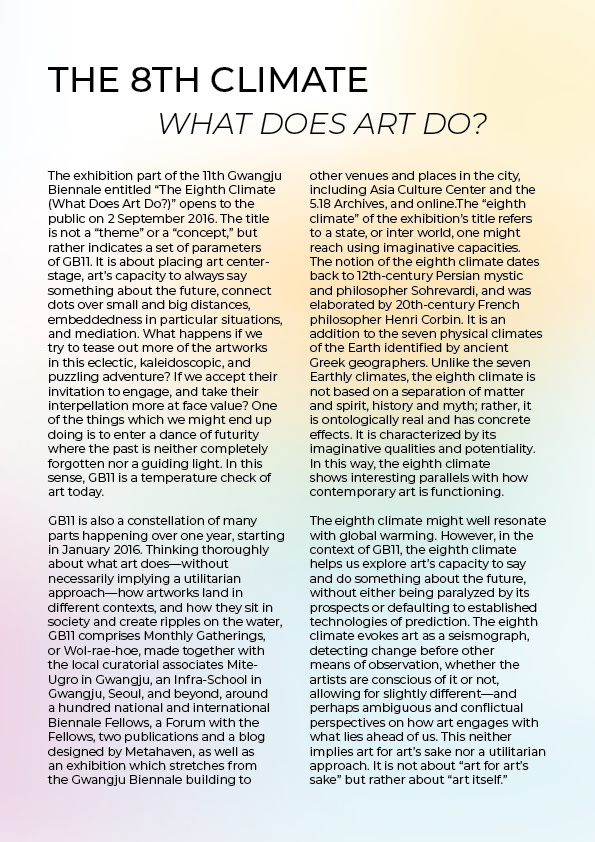 THE 8TH CLIMATE
WHAT DOES ART DO?
The exhibition part of the 11th Gwangju
Biennale entitled “The Eighth Climate
(What Does Art Do?)” opens to the
public on 2 September 2016. The title
is not a “theme” or a “concept,” but
rather indicates a set of parameters
of GB11. It is about placing art center-
stage, art’s capacity to always say
something about the future, connect
dots over small and big distances,
embeddedness in particular situations,
and mediation. What happens if we
try to tease out more of the artworks
in this eclectic, kaleidoscopic, and
puzzling adventure? If we accept their
invitation to engage, and take their
interpellation more at face value? One
of the things which we might end up
doing is to enter a dance of futurity
where the past is neither completely
forgotten nor a guiding light. In this
sense, GB11 is a temperature check of
art today.
GB11 is also a constellation of many
parts happening over one year, starting
in January 2016. Thinking thoroughly
about what art does—without
necessarily implying a utilitarian
approach—how artworks land in
different contexts, and how they sit in
society and create ripples on the water,
GB11 comprises Monthly Gatherings,
or Wol-rae-hoe, made together with
the local curatorial associates Mite-
Ugro in Gwangju, an Infra-School in
Gwangju, Seoul, and beyond, around
a hundred national and international
Biennale Fellows, a Forum with the
Fellows, two publications and a blog
designed by Metahaven, as well as
an exhibition which stretches from
the Gwangju Biennale building to
other venues and places in the city,
including Asia Culture Center and the
5.18 Archives, and online.The “eighth
climate” of the exhibition’s title refers
to a state, or inter world, one might
reach using imaginative capacities.
The notion of the eighth climate dates
back to 12th-century Persian mystic
and philosopher Sohrevardi, and was
elaborated by 20th-century French
philosopher Henri Corbin. It is an
addition to the seven physical climates
of the Earth identified by ancient
Greek geographers. Unlike the seven
Earthly climates, the eighth climate is
not based on a separation of matter
and spirit, history and myth; rather, it
is ontologically real and has concrete
effects. It is characterized by its
imaginative qualities and potentiality.
In this way, the eighth climate
shows interesting parallels with how
contemporary art is functioning.
The eighth climate might well resonate
with global warming. However, in the
context of GB11, the eighth climate
helps us explore art’s capacity to say
and do something about the future,
without either being paralyzed by its
prospects or defaulting to established
technologies of prediction. The eighth
climate evokes art as a seismograph,
detecting change before other
means of observation, whether the
artists are conscious of it or not,
allowing for slightly different—and
perhaps ambiguous and conflictual
perspectives on how art engages with
what lies ahead of us. This neither
implies art for art’s sake nor a utilitarian
approach. It is not about “art for art’s
sake” but rather about “art itself.”